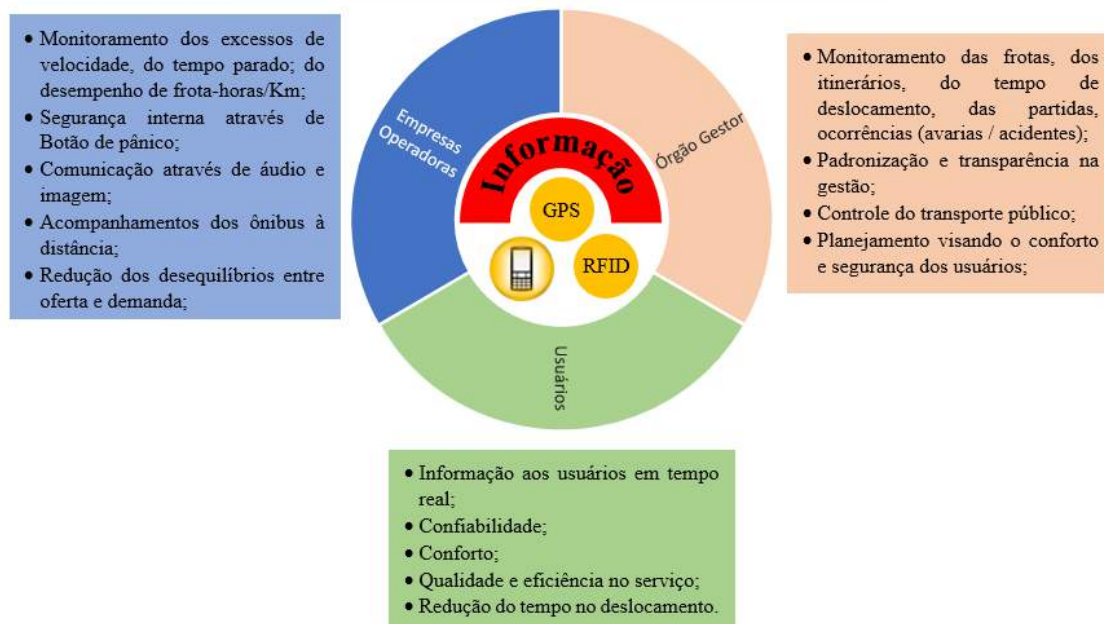 • Monitoramento dos excessos de
velocidade, do tempo parado; do
desempenho de frota-horas/Km;
• Segurança interna através de
Botão de pânico;
• Comunicação através de áudio e
imagem;
• Acompanhamentos dos ônibus à
distância;
• Redução dos desequilíbrios entre
oferta e demanda;
Empresas
Operadoras
Órgão Gestor
Informação
GPS
RFID
Usuários
• Monitoramento das frotas, dos
itinerários, do tempo de
deslocamento, das partidas,
ocorrências (avarias / acidentes);
• Padronização e transparência na
gestão;
• Controle do transporte público;
• Planejamento visando o conforto
e segurança dos usuários;
• Informação aos usuários em tempo
real;
• Confiabilidade;
• Conforto;
• Qualidade e eficiência no serviço;
• Redução do tempo no deslocamento.